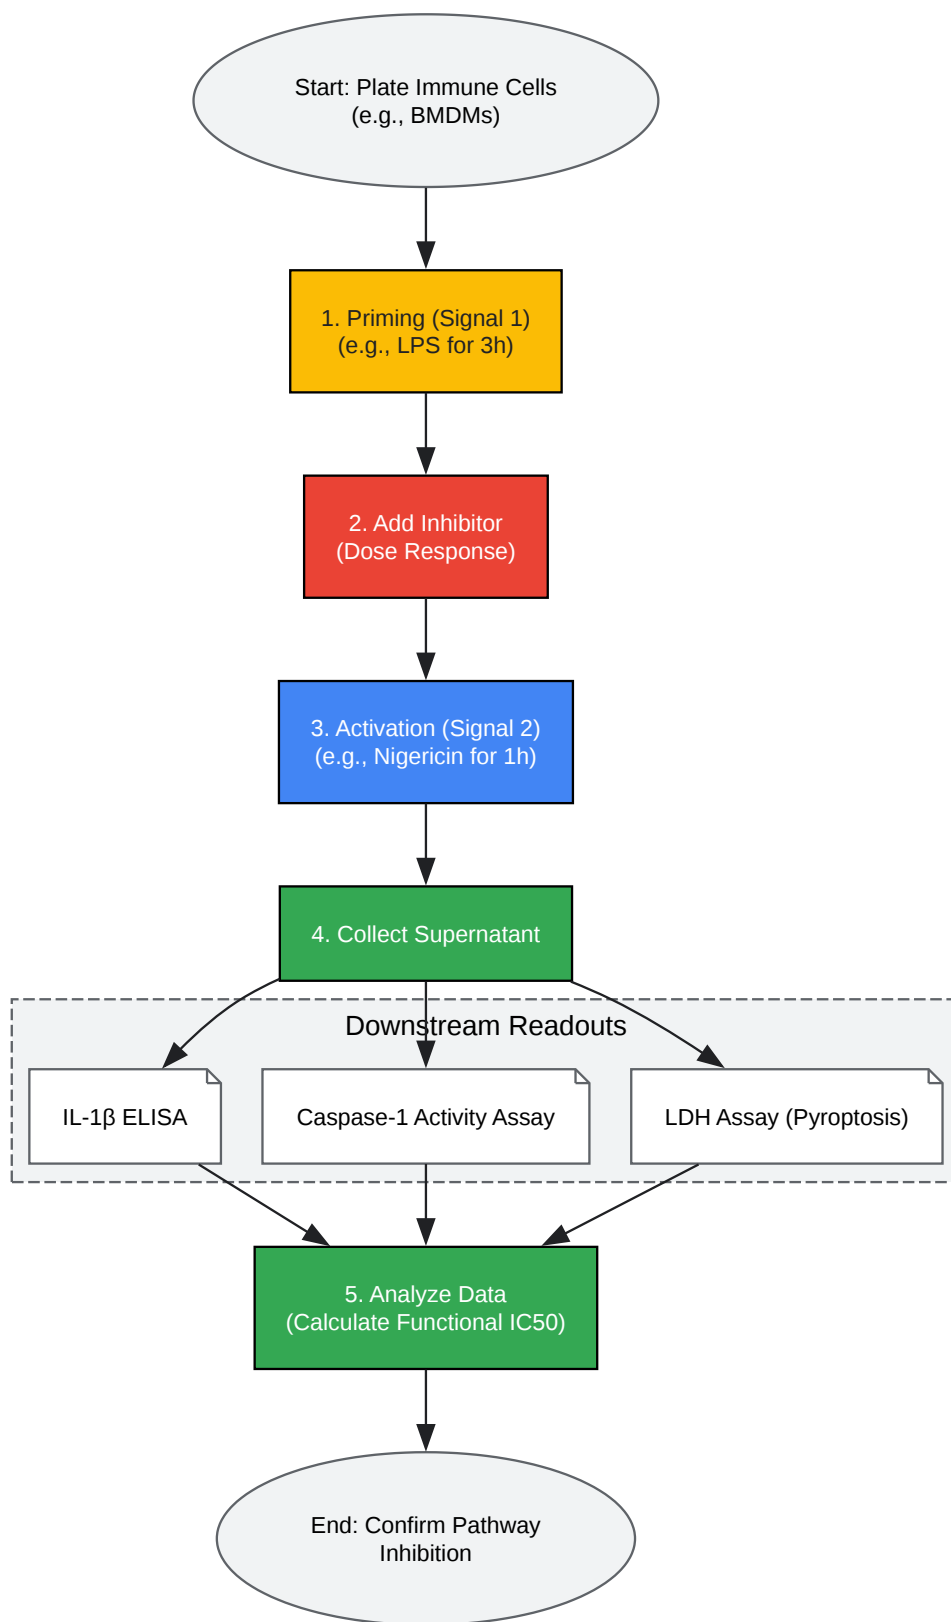 Start: Plate Immune Cells
(e.g., BMDMs)
1. Priming (Signal 1)
(e.g., LPS for 3h)
2. Add Inhibitor
(Dose Response)
3. Activation (Signal 2)
(e.g., Nigericin for 1h)
4. Collect Supernatant
Downstream Readouts
IL-1β ELISA
Caspase-1 Activity Assay
LDH Assay (Pyroptosis)
5. Analyze Data
(Calculate Functional IC50)
End: Confirm Pathway
Inhibition